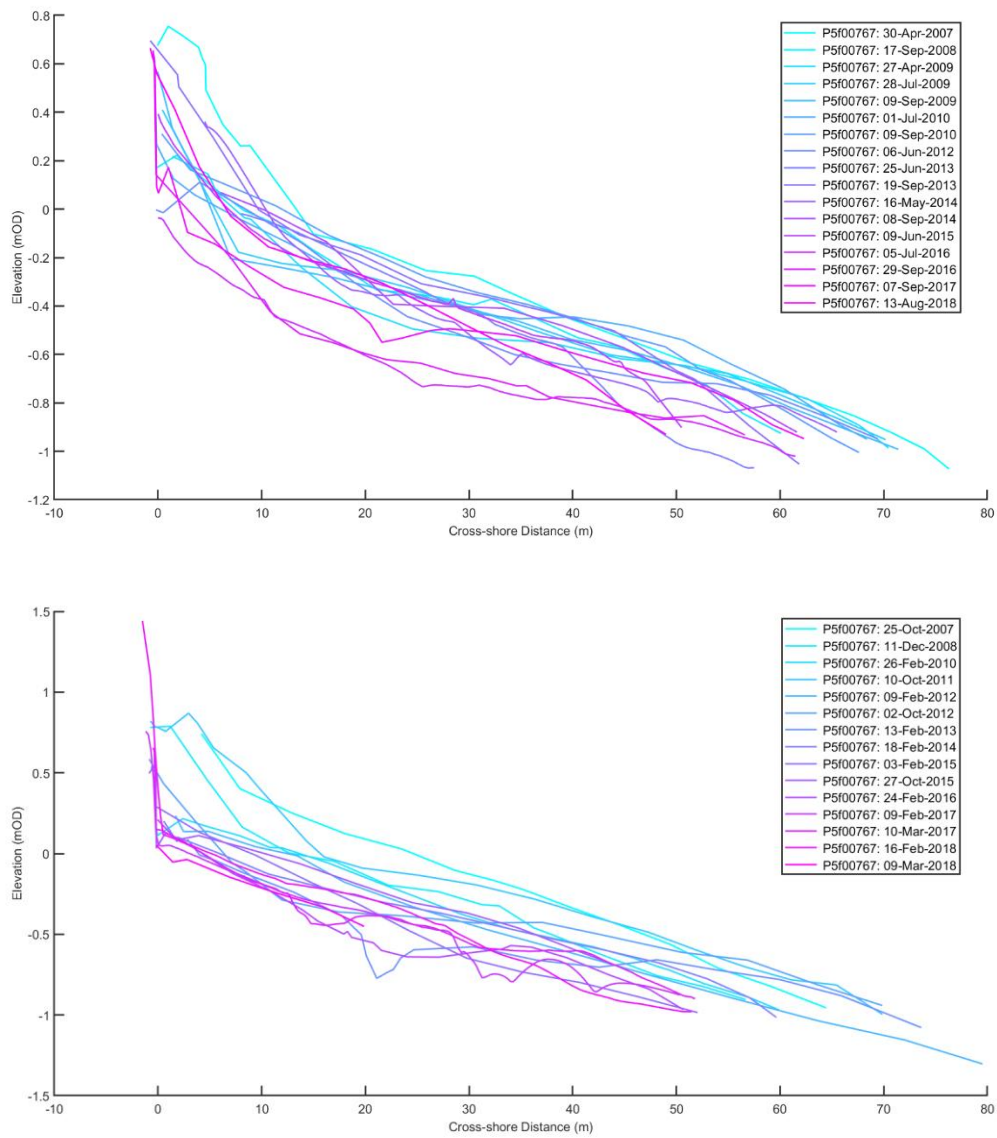 0.8
0.6
0.4
0.2
0
-0.2
-0.4
-0.6
-0.8
-1
-1.2
Elevation (mOD)
-10 0 10 20 30 40 50 60 70 80
Cross-shore Distance (m)
P5f00767: 30-Apr-2007
P5f00767: 17-Sep-2008
P5f00767: 27-Apr-2009
P5f00767: 28-Jul-2009
P5f00767: 09-Sep-2009
P5f00767: 01-Jul-2010
P5f00767: 09-Sep-2010
P5f00767: 06-Jun-2012
P5f00767: 25-Jun-2013
P5f00767: 19-Sep-2013
P5f00767: 16-May-2014
P5f00767: 08-Sep-2014
P5f00767: 09-Jun-2015
P5f00767: 05-Jul-2016
P5f00767: 29-Sep-2016
P5f00767: 07-Sep-2017
P5f00767: 13-Aug-2018
1.5
1
0.5
0
-0.5
-1
-1.5
Elevation (mOD)
-10 0 10 20 30 40 50 60 70 80
Cross-shore Distance (m)
P5f00767: 25-Oct-2007
P5f00767: 11-Dec-2008
P5f00767: 26-Feb-2010
P5f00767: 10-Oct-2011
P5f00767: 09-Feb-2012
P5f00767: 02-Oct-2012
P5f00767: 13-Feb-2013
P5f00767: 18-Feb-2014
P5f00767: 03-Feb-2015
P5f00767: 27-Oct-2015
P5f00767: 24-Feb-2016
P5f00767: 09-Feb-2017
P5f00767: 10-Mar-2017
P5f00767: 16-Feb-2018
P5f00767: 09-Mar-2018